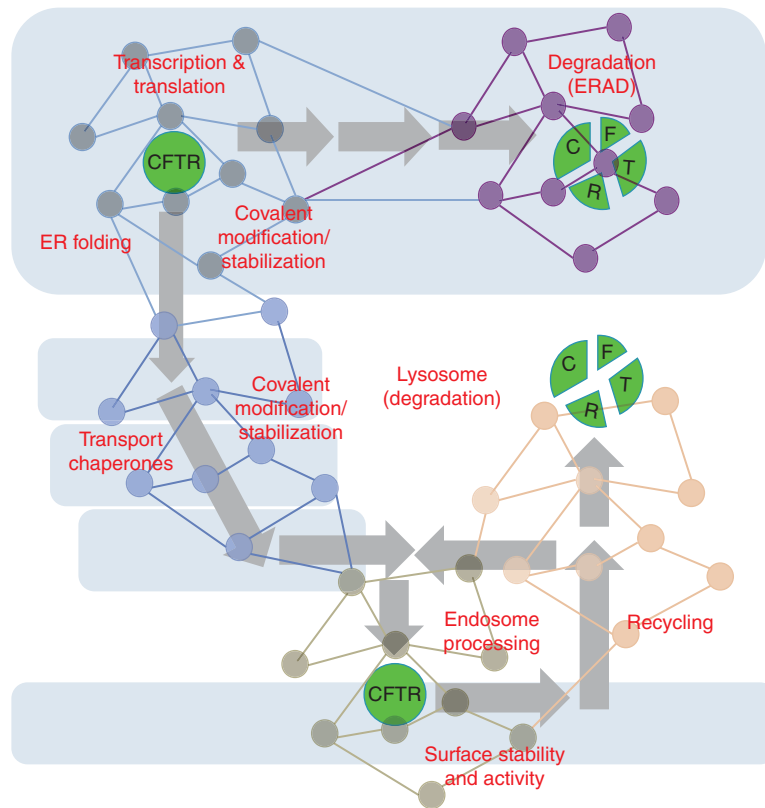 Transcription &
translation
Degradation
(ERAD)
CFTR
C
F
T
R
ER folding
Covalent
modification/
stabilization
Covalent
modification/
stabilization
Transport
chaperones
Lysosome
(degradation)
C
F
T
R
Endosome
processing
Recycling
CFTR
Surface stability
and activity